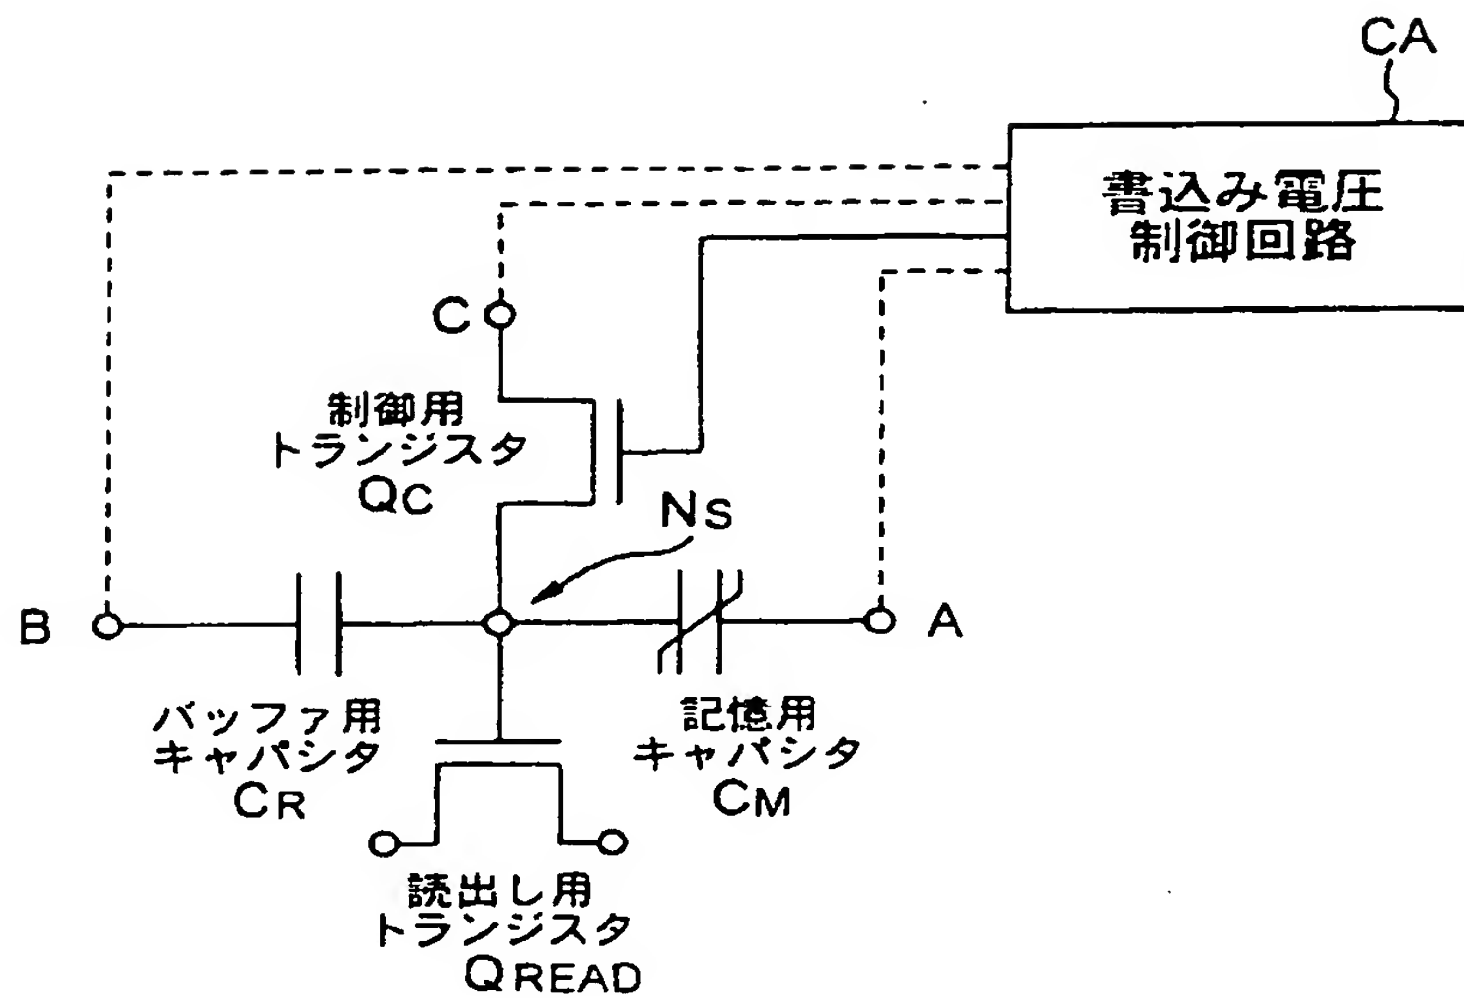 CA
書込み電圧
制御回路
C
制御用
トランジスタ
QC
NS
B
A
バッファ用
キャパシタ
CR
記憶用
キャパシタ
CM
読出し用
トランジスタ
QREAD